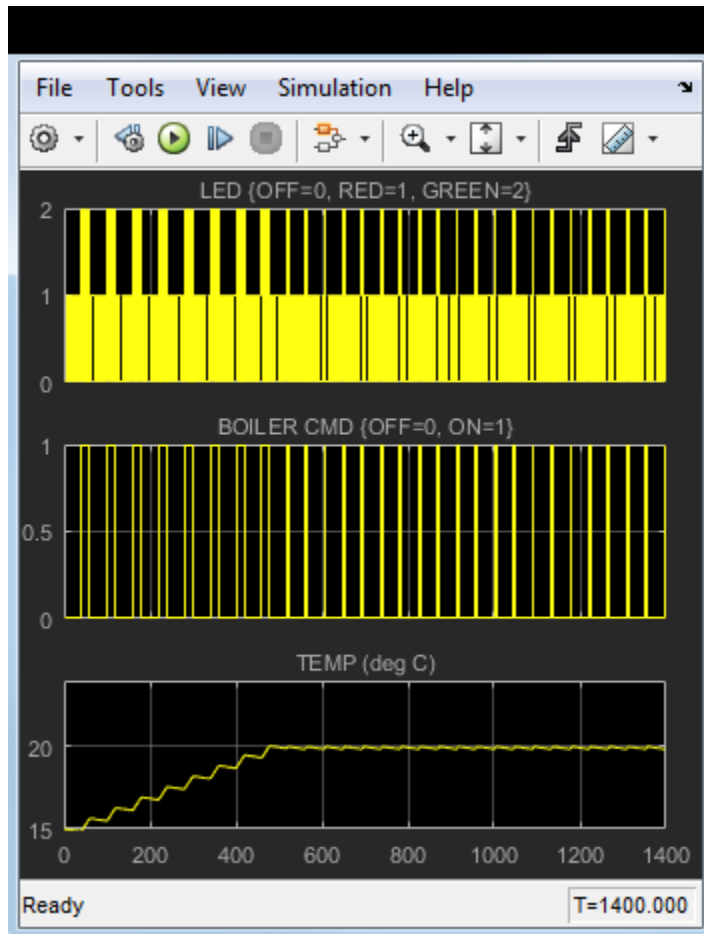 File Tools View Simulation Help
LED {OFF=0, RED=1, GREEN=2}
2
1
0
BOILER CMD {OFF=0, ON=1}
1
0.5
0
TEMP (deg C)
20
15
0 200 400 600 800 1000 1200 1400
Ready T=1400.000